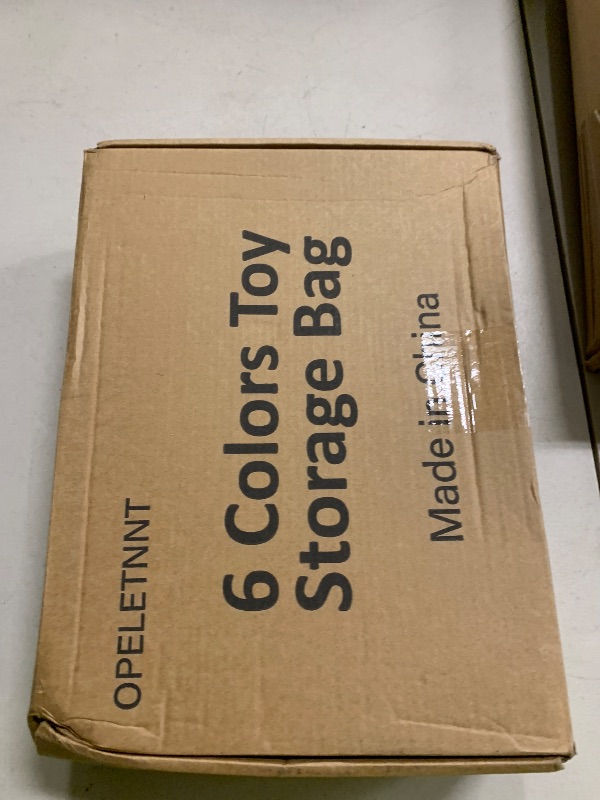 OPELETNNT
6 Colors Toy
Storage Bag
Made in China